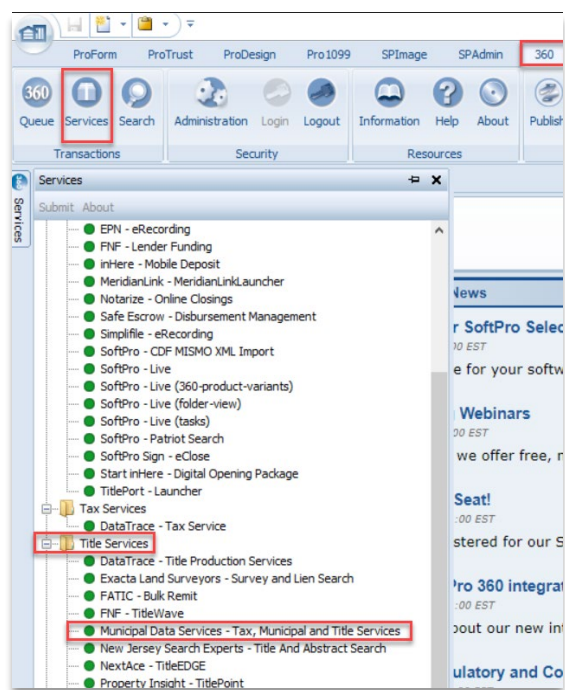 ProForm ProTrust ProDesign Pro1099 SPImage SPAdmin 360
360
Queue Services Search Administration Login Logout Information Help About Publish
Transactions Security Resources
Services
Services
Submit About
EPN - eRecording
FNF - Lender Funding
inHere - Mobile Deposit
MeridianLink - MeridianLinkLauncher
Notarize - Online Closings
Safe Escrow - Disbursement Management
Simplifile - eRecording
SoftPro - CDF MISMO XML Import
SoftPro - Live
SoftPro - Live (360-product-variants)
SoftPro - Live (folder-view)
SoftPro - Live (tasks)
SoftPro - Patriot Search
SoftPro Sign - eClose
Start inHere - Digital Opening Package
TitlePort - Launcher
Tax Services
DataTrace - Tax Service
Title Services
DataTrace - Title Production Services
Exacta Land Surveyors - Survey and Lien Search
FATIC - Bulk Remit
FNF - TitleWave
Municipal Data Services - Tax, Municipal and Title Services
New Jersey Search Experts - Title And Abstract Search
NextAce - TitleEDGE
Property Insight - TitlePoint
News
r SoftPro Selec
00 EST
e for your softw
Webinars
00 EST
we offer free, r
Seat!
:00 EST
stered for our S
Pro 360 integra
:00 EST
bout our new in
ulatory and Co